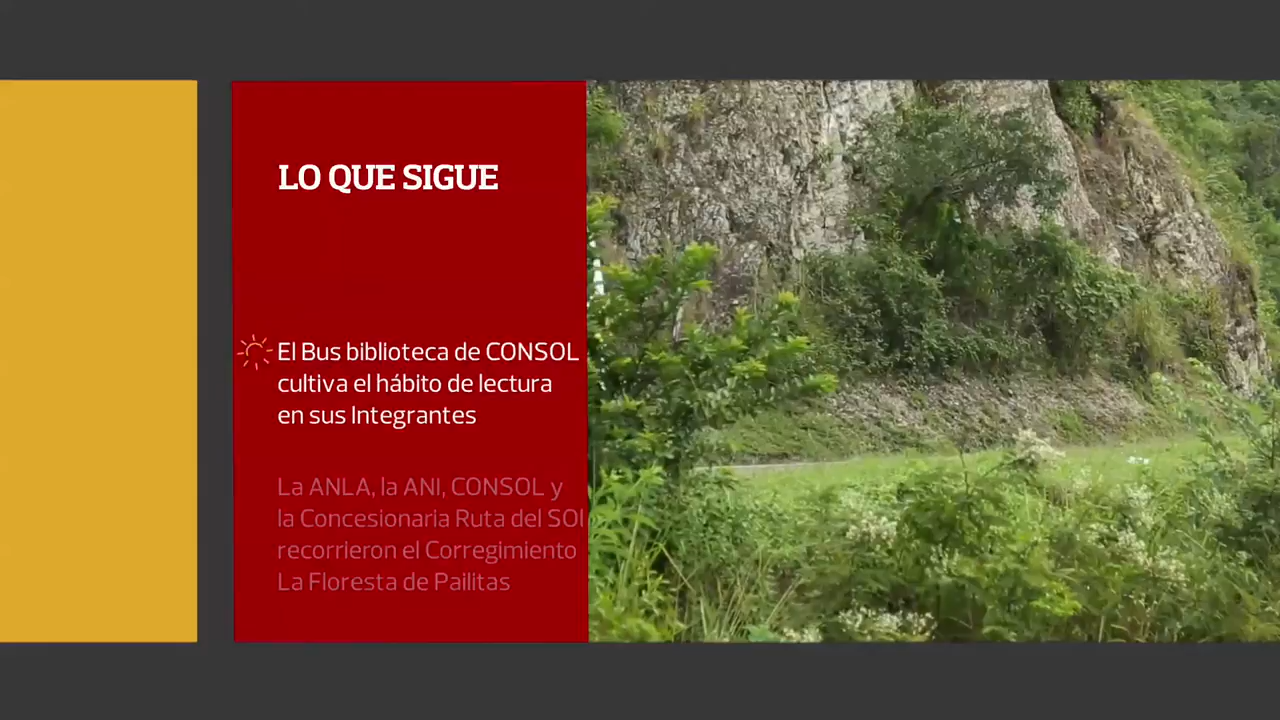 LO QUE SIGUE
El Bus biblioteca de CONSOL
cultiva el hábito de lectura
en sus Integrantes
La ANLA, la ANI, CONSOL y
la Concesionaria Ruta del SOl
recorrieron el Corregimiento
La Floresta de Pailitas